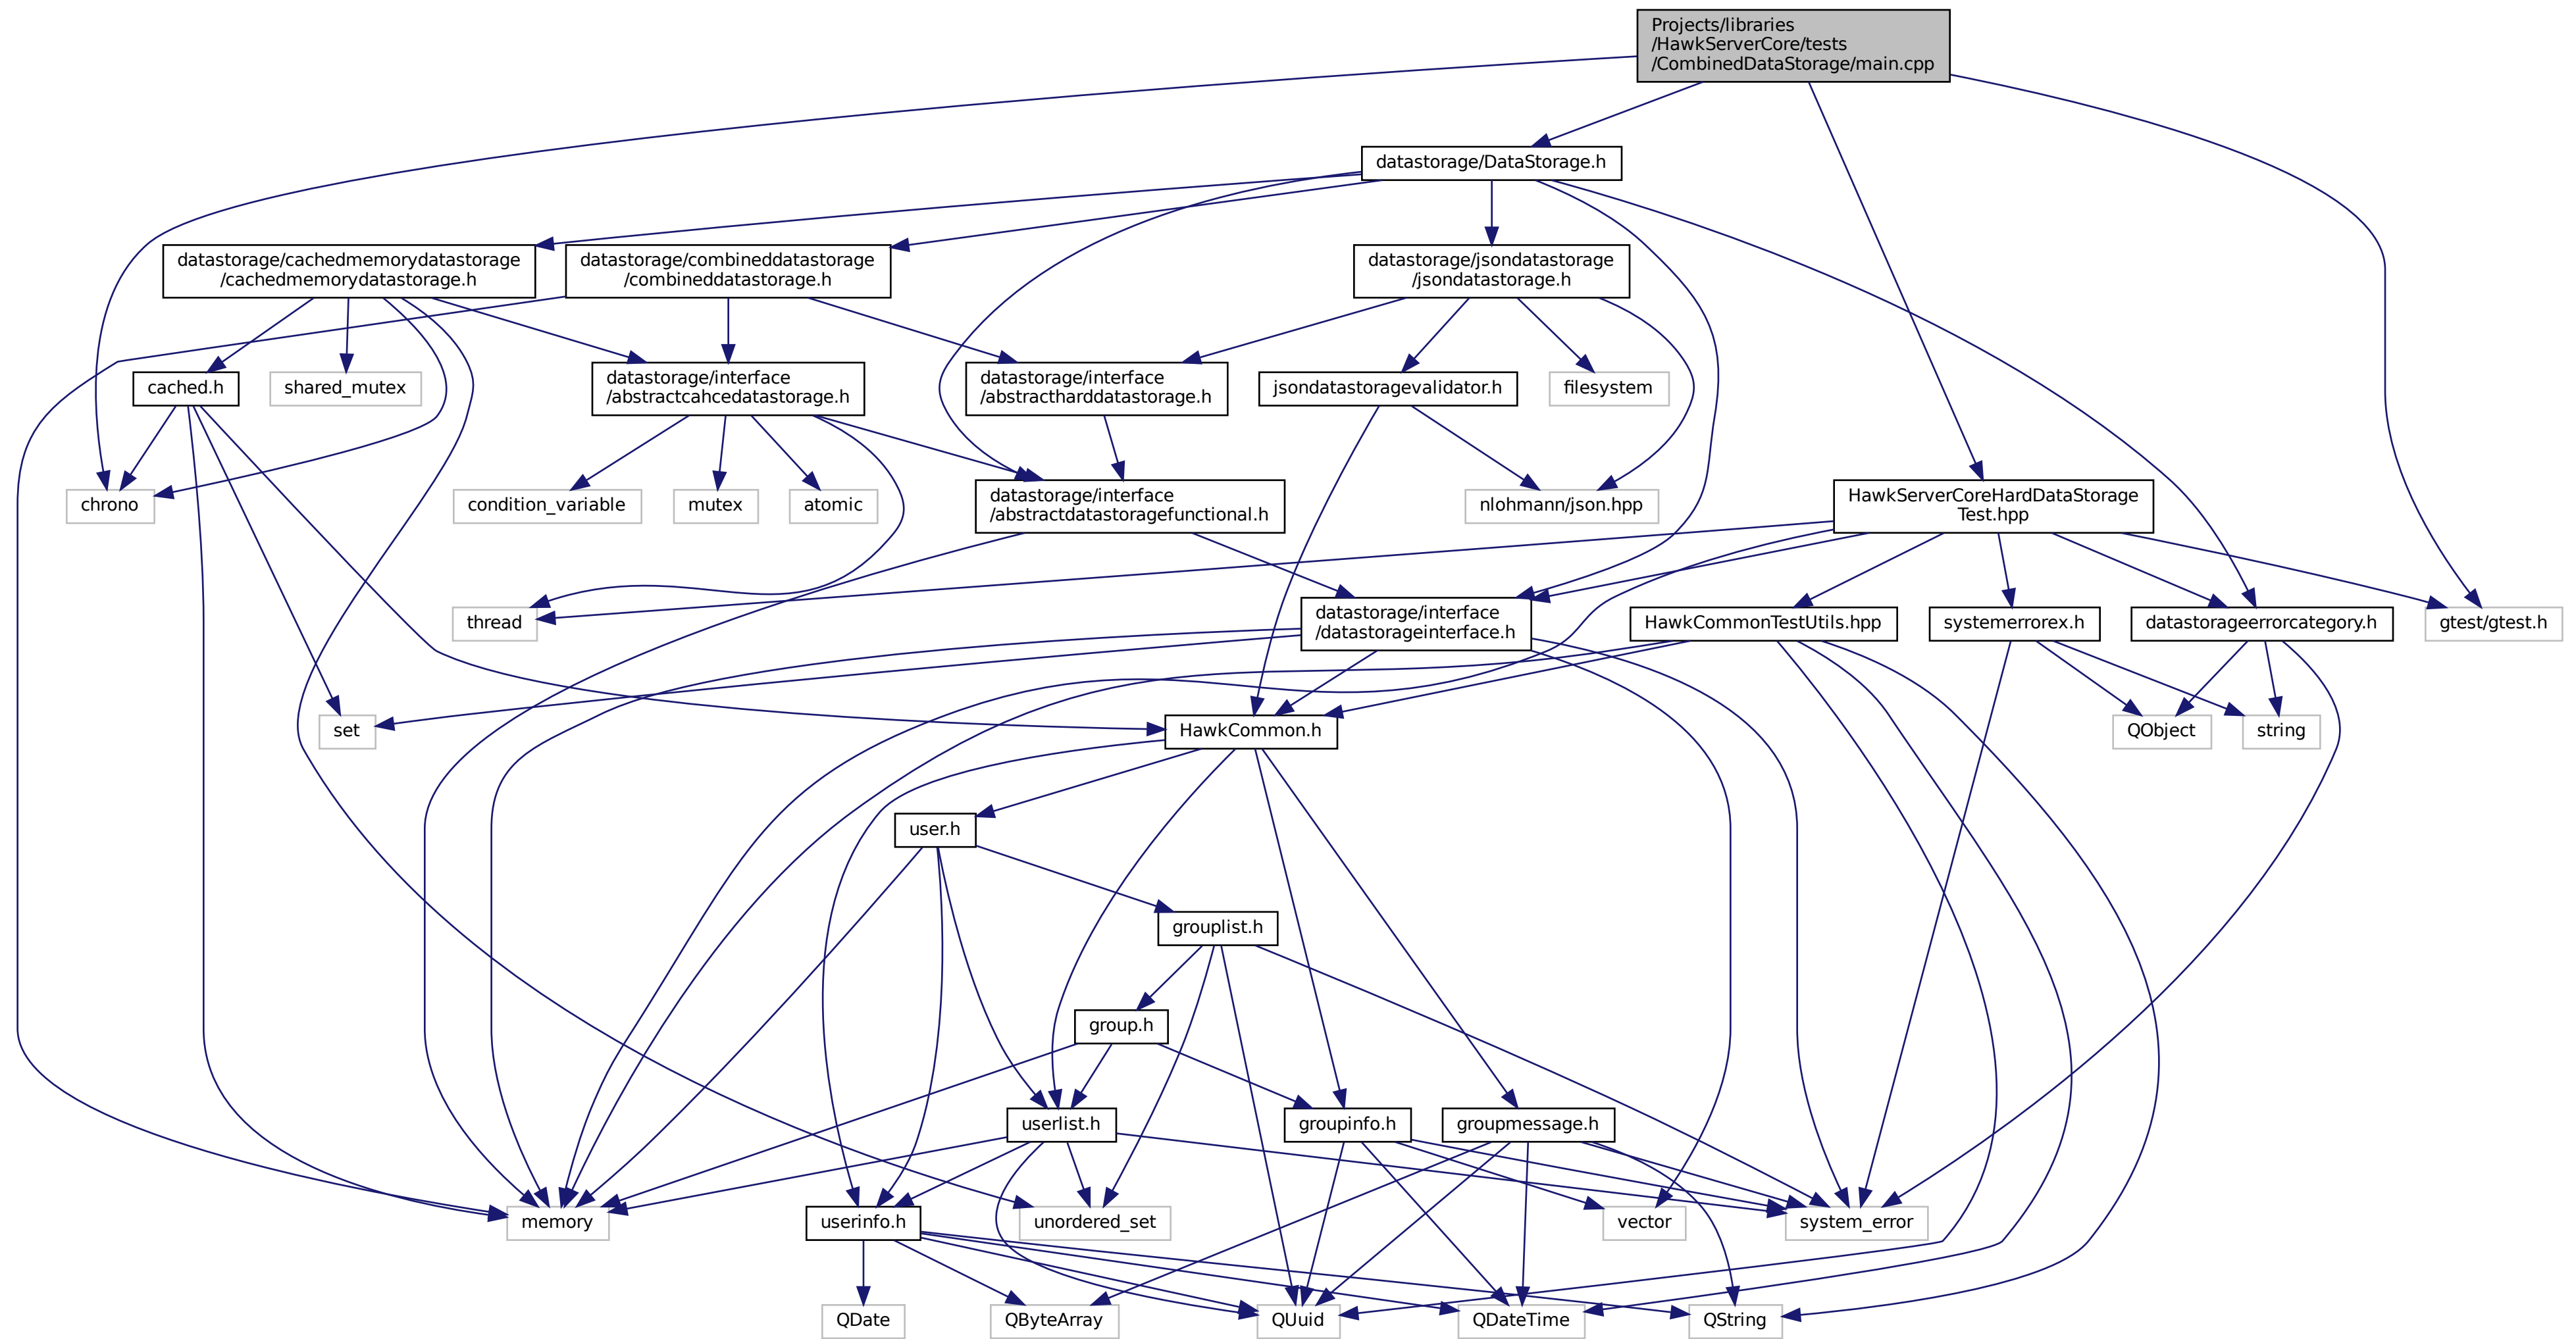 Projects/libraries
/HawkServerCore/tests
/CombinedDataStorage/main.cpp
datastorage/DataStorage.h
datastorage/cachedmemorydatastorage
/cachedmemorydatastorage.h
datastorage/combineddatastorage
/combineddatastorage.h
datastorage/jsondatastorage
/jsondatastorage.h
cached.h
shared_mutex
datastorage/interface
/abstractcahcedatastorage.h
datastorage/interface
/abstractharddatastorage.h
jsondatastoragevalidator.h
filesystem
chrono
condition_variable
mutex
atomic
datastorage/interface
/abstractdatastoragefunctional.h
nlohmann/json.hpp
HawkServerCoreHardDataStorage
Test.hpp
thread
datastorage/interface
/datastorageinterface.h
HawkCommonTestUtils.hpp
systemerrorex.h
datastorageerrorcategory.h
gtest/gtest.h
set
HawkCommon.h
QObject
string
user.h
grouplist.h
group.h
userlist.h
groupinfo.h
groupmessage.h
memory
userinfo.h
unordered_set
vector
system_error
QDate
QByteArray
QUuid
QDateTime
QString